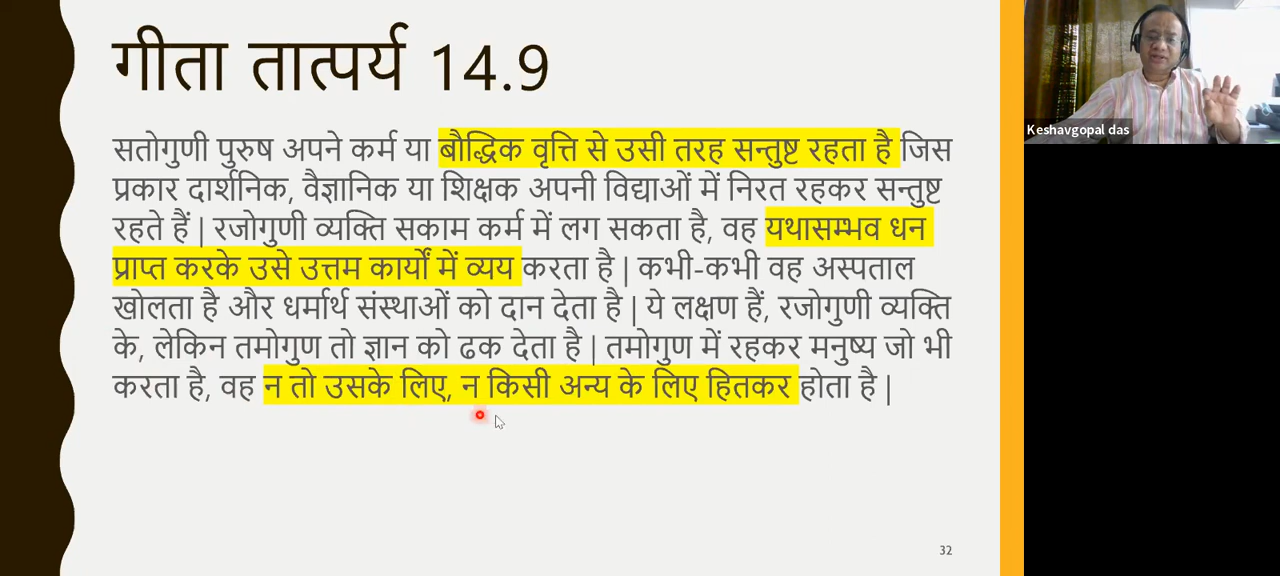 गीता तात्पर्य 14.9
सतोगुणी पुरुष अपने कर्म या बौद्धिक वृत्ति से उसी तरह सन्तुष्ट रहता है जिस
प्रकार दार्शनिक, वैज्ञानिक या शिक्षक अपनी विद्याओं में निरत रहकर सन्तुष्ट
रहते हैं | रजोगुणी व्यक्ति सकाम कर्म में लग सकता है, वह यथासम्भव धन
प्राप्त करके उसे उत्तम कार्यों में व्यय करता है | कभी-कभी वह अस्पताल
खोलता है और धर्मार्थ संस्थाओं को दान देता है | ये लक्षण हैं, रजोगुणी व्यक्ति
के, लेकिन तमोगुण तो ज्ञान को ढक देता है | तमोगुण में रहकर मनुष्य जो भी
करता है, वह न तो उसके लिए, न किसी अन्य के लिए हितकर होता है |
32
Keshavgopal das